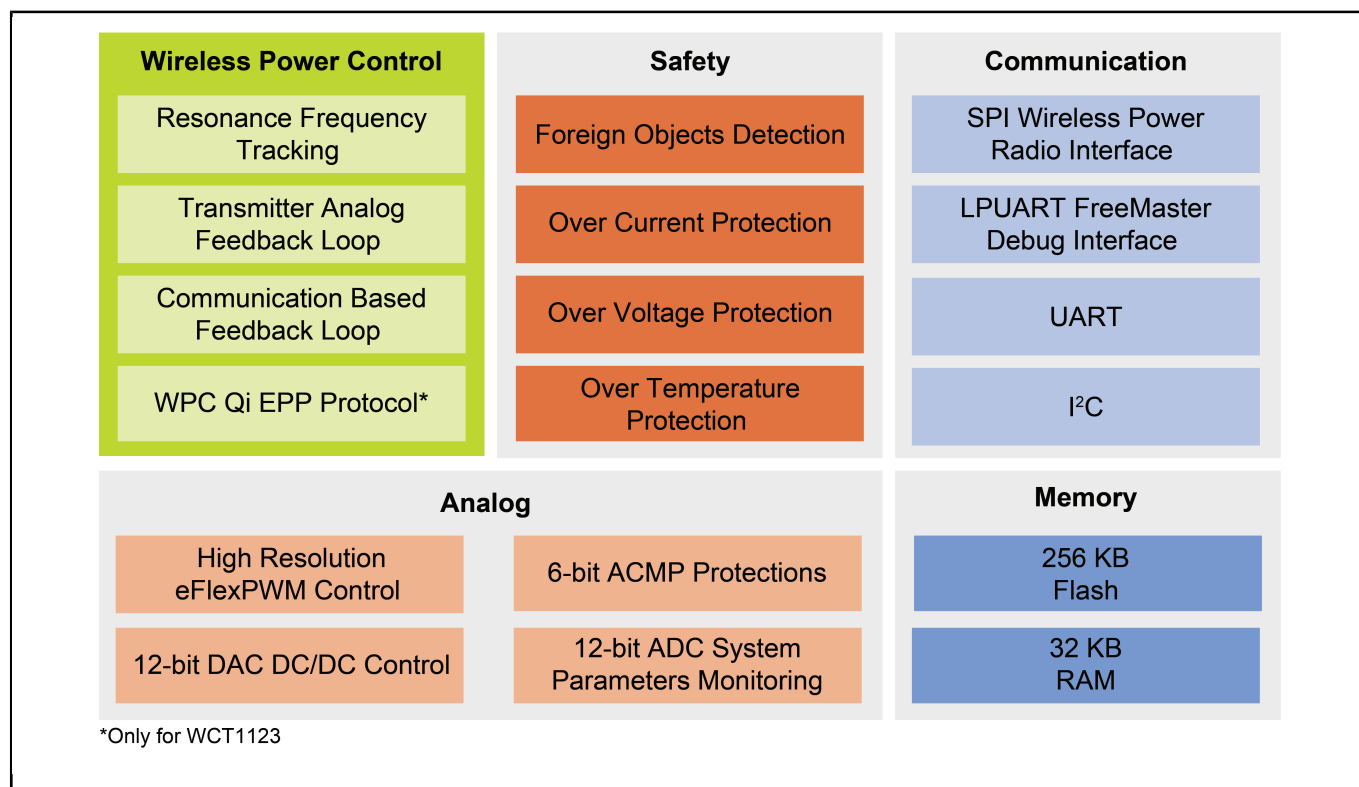 Wireless Power Control
Resonance Frequency
Tracking
Transmitter Analog
Feedback Loop
Communication Based
Feedback Loop
WPC Qi EPP Protocol*
Safety
Foreign Objects Detection
Over Current Protection
Over Voltage Protection
Over Temperature
Protection
Communication
SPI Wireless Power
Radio Interface
LPUART FreeMaster
Debug Interface
UART
I²C
Analog
High Resolution
eFlexPWM Control
6-bit ACMP Protections
12-bit DAC DC/DC Control
12-bit ADC System
Parameters Monitoring
Memory
256 KB
Flash
32 KB
RAM
*Only for WCT1123